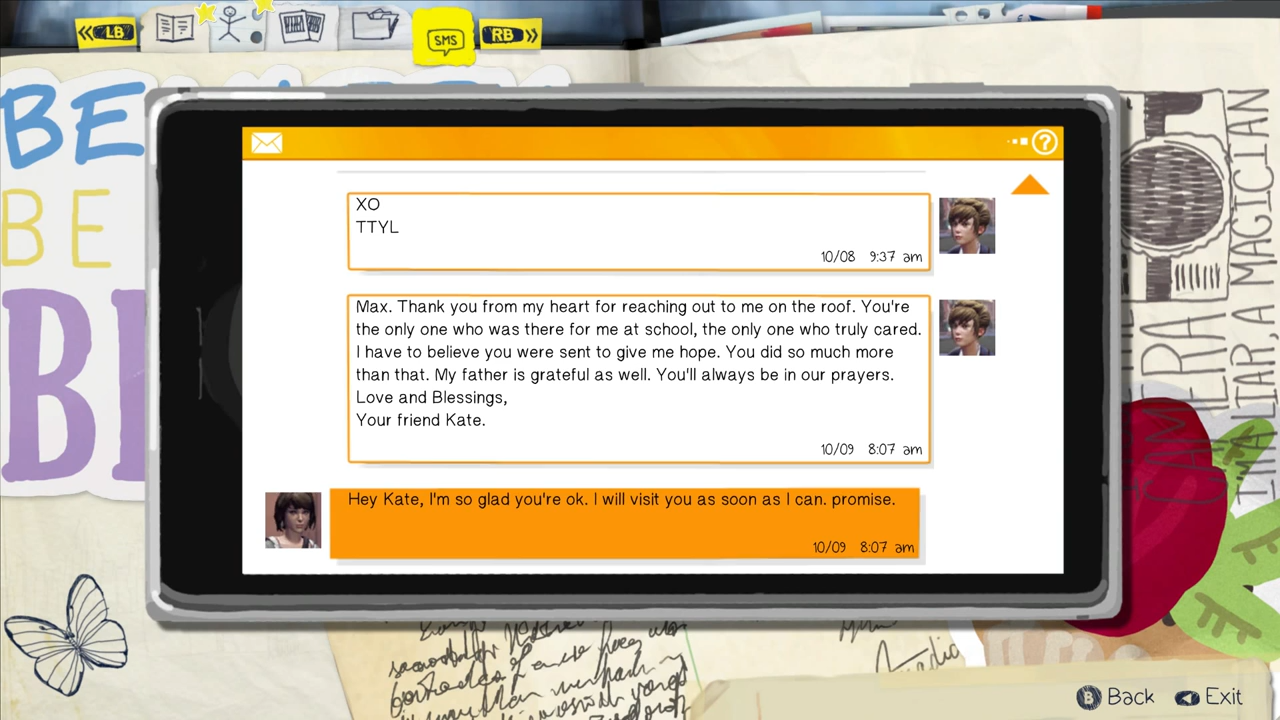 LB
SMS
RB
BE
BE
XO
TTYL
10/08 9:37 am
Max. Thank you from my heart for reaching out to me on the roof. You're
the only one who was there for me at school, the only one who truly cared.
I have to believe you were sent to give me hope. You did so much more
than that. My father is grateful as well. You'll always be in our prayers.
Love and Blessings,
Your friend Kate.
10/09 8:07 am
Hey Kate, I'm so glad you're ok. I will visit you as soon as I can. promise.
10/09 8:07 am
?
CAMERA
LIAR, A MAGICIAN
B Back
Exit